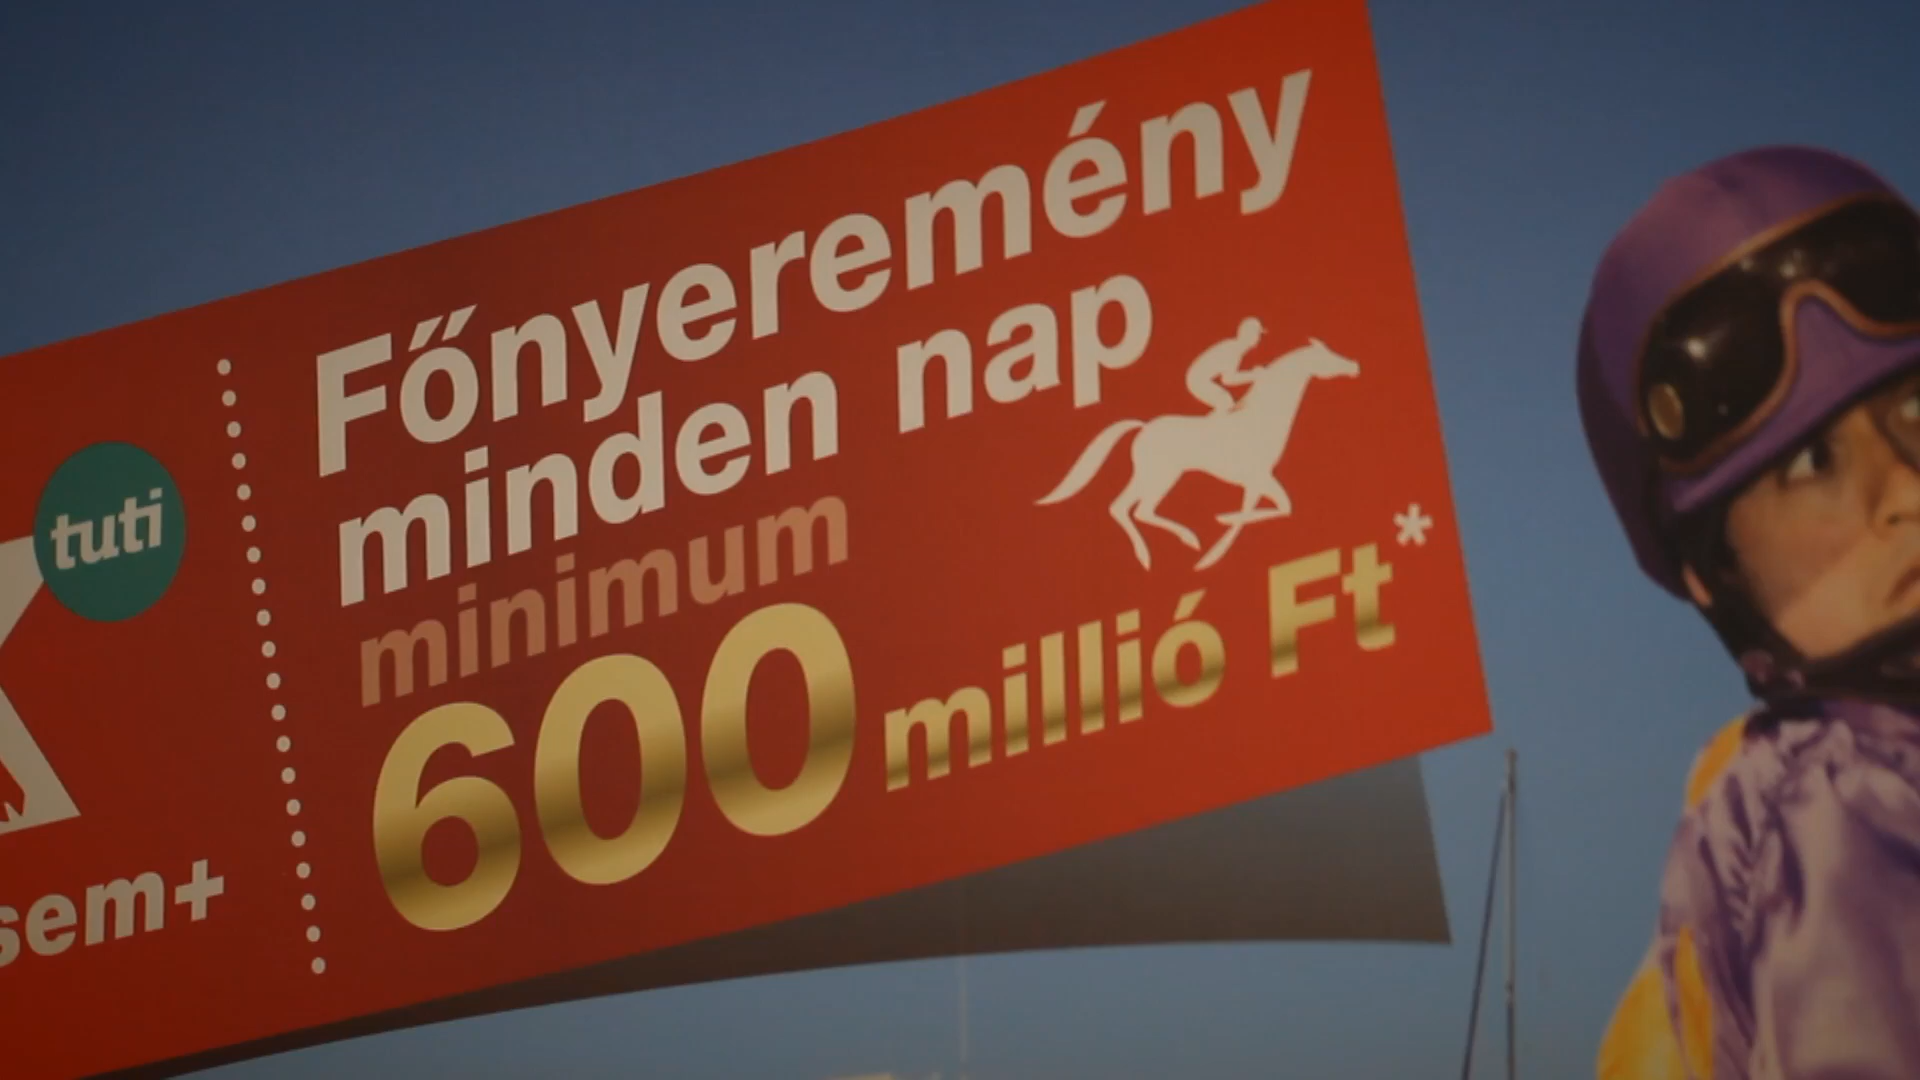 tuti
sem+
Főnyeremény
minden nap
minimum
600 millió Ft*